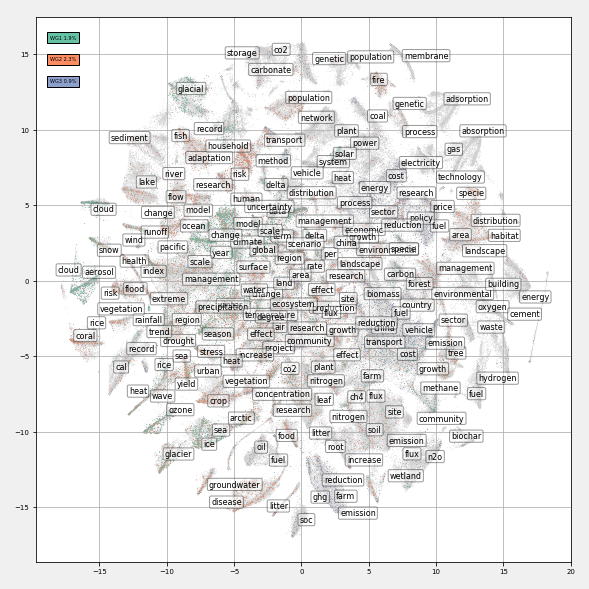 WG1 1.9%
WG2 2.3%
WG3 0.9%
storage
co2
carbonate
genetic
population
membrane
glacial
fire
population
genetic
adsorption
network
coal
record
fish
sediment
household
transport
plant
process
absorption
power
gas
adaptation
method
solar
system
electricity
river
risk
vehicle
heat
cost
technology
lake
research
delta
energy
research
specie
flow
human
distribution
process
price
cloud
change
model
uncertainty
sector
policy
distribution
ocean
model
management
reduction
fuel
runoff
wind
change
scale
term
delta
economic
growth
area
habitat
pacific
climate
global
scenario
china
specie
landscape
snow
year
region
per
health
scale
surface
rate
landscape
management
cloud
aerosol
index
area
research
carbon
management
land
forest
building
risk
flood
water
effect
biomass
environmental
energy
extreme
change
site
vegetation
precipitation
ecosystem
country
oxygen
cement
rice
rainfall
region
degree
flux
fuel
sector
coral
trend
air
research
growth
reduction
vehicle
waste
season
effect
drought
community
transport
emission
record
sea
stress
project
effect
cost
tree
cal
rice
heat
increase
urban
co2
plant
growth
hydrogen
heat
yield
vegetation
nitrogen
farm
methane
fuel
wave
crop
concentration
leaf
ch4
flux
ozone
arctic
research
nitrogen
site
community
sea
food
litter
soil
biochar
ice
oil
root
emission
glacier
fuel
increase
flux
n2o
groundwater
reduction
wetland
disease
litter
ghg
farm
soc
emission
15
10
5
0
−5
−10
−15
−15
−10
−5
0
5
10
15
20